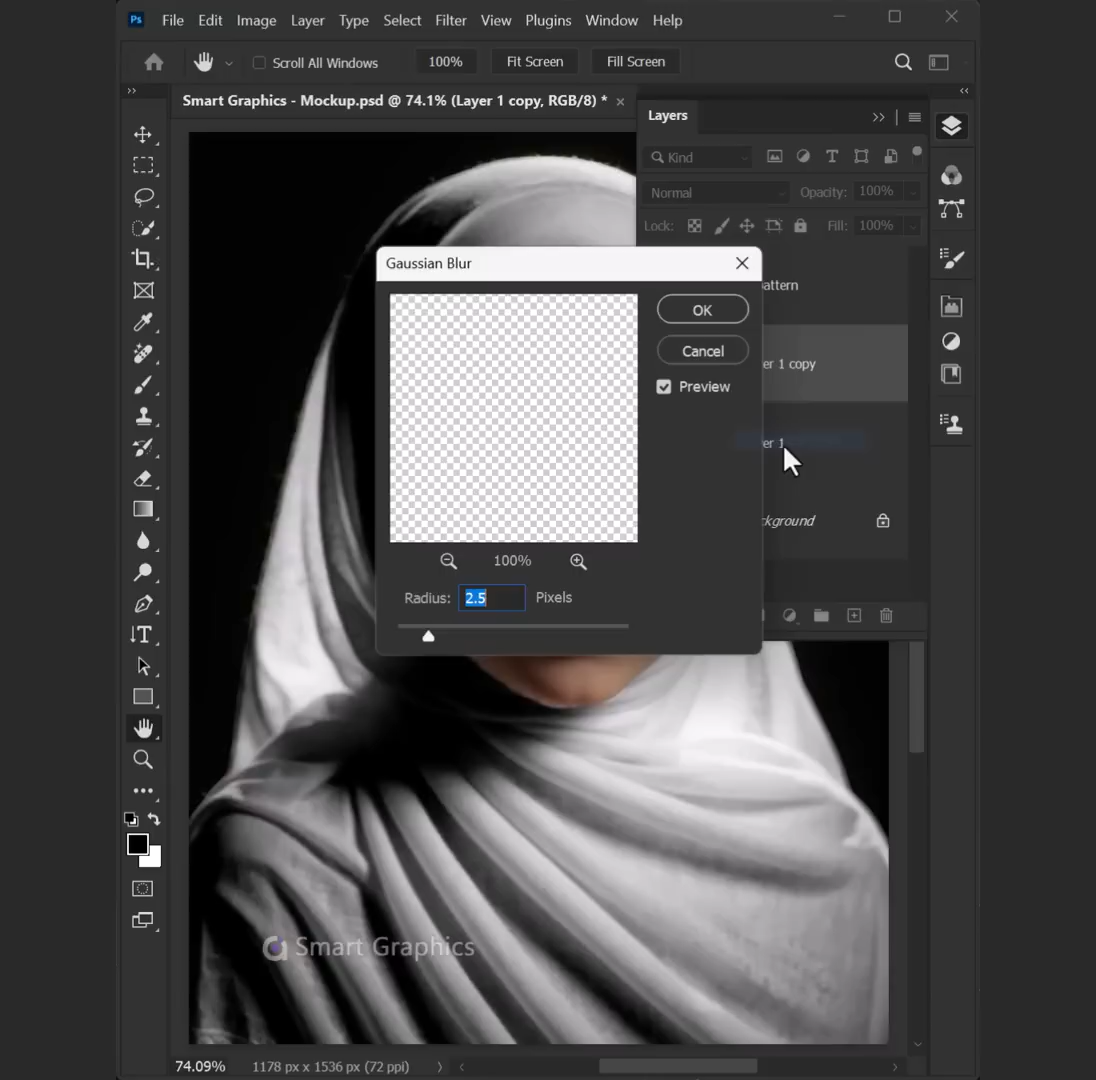 Ps File Edit Image Layer Type Select Filter View Plugins Window Help
Scroll All Windows 100% Fit Screen Fill Screen
Smart Graphics - Mockup.psd @ 74.1% (Layer 1 copy, RGB/8) *
Layers
Kind
Normal Opacity: 100%
Lock: Fill: 100%
Gaussian Blur
attern
OK
Cancel
er 1 copy
Preview
er 1
kground
100%
Radius: 2.5 Pixels
Smart Graphics
74.09% 1178 px x 1536 px (72 ppi)